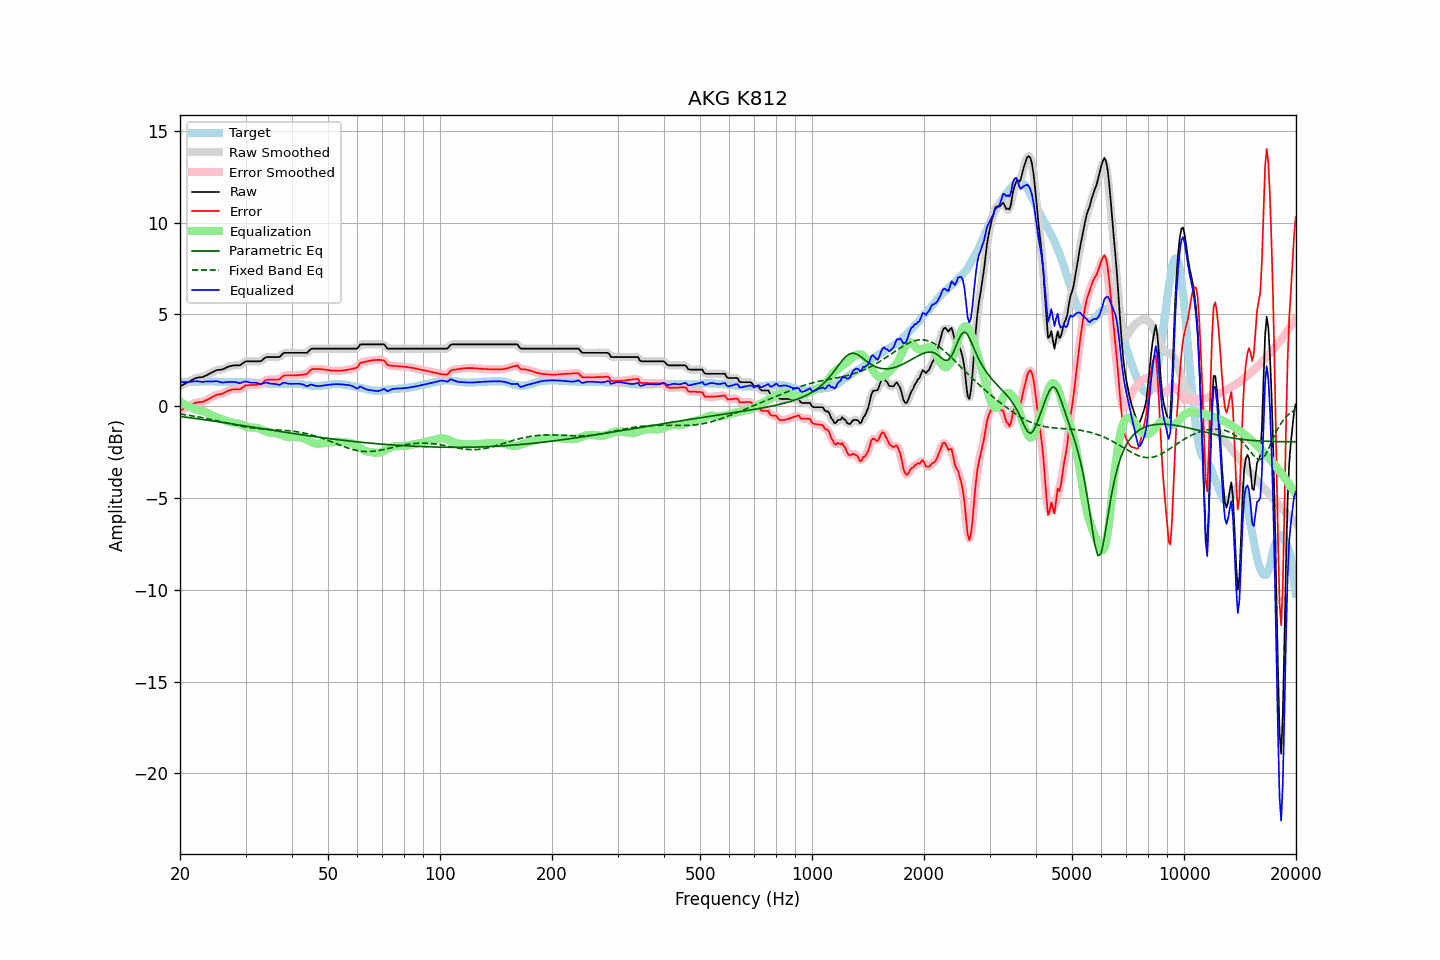 AKG K812
15
10
5
0
−5
−10
−15
−20
Amplitude (dBr)
Target
Raw Smoothed
Error Smoothed
Raw
Error
Equalization
Parametric Eq
Fixed Band Eq
Equalized
20 50 100 200 500 1000 2000 5000 10000 20000
Frequency (Hz)